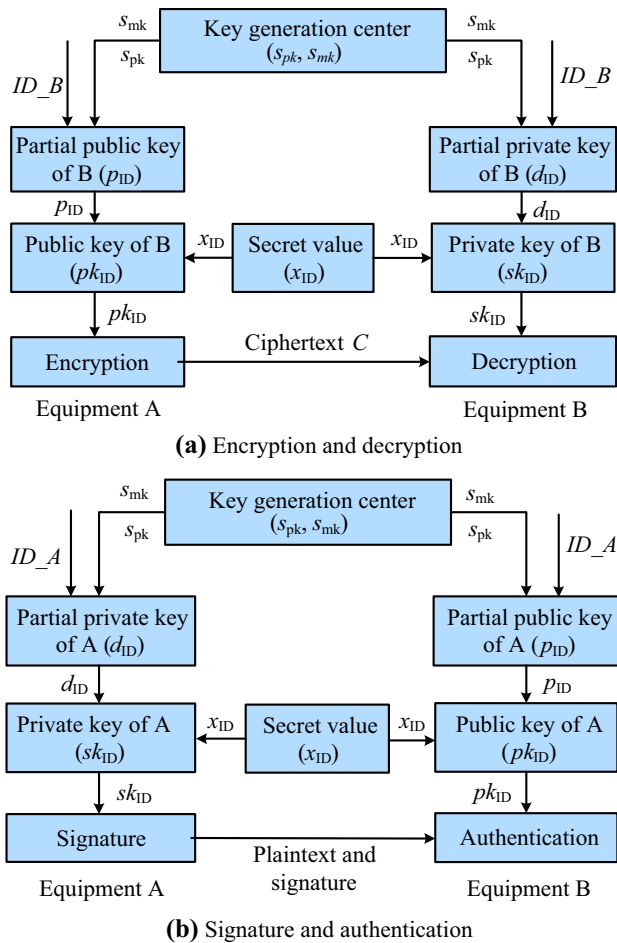 s_mk
Key generation center
(s_pk, s_mk)
s_mk
s_pk
s_pk
ID_B
ID_B
Partial public key
of B (p_ID)
Partial private key
of B (d_ID)
p_ID
d_ID
Public key of B
(pk_ID)
x_ID
Secret value
(x_ID)
x_ID
Private key of B
(sk_ID)
pk_ID
sk_ID
Encryption
Ciphertext C
Decryption
Equipment A
Equipment B
(a) Encryption and decryption
s_mk
Key generation center
(s_pk, s_mk)
s_mk
s_pk
s_pk
ID_A
ID_A
Partial private key
of A (d_ID)
Partial public key
of A (p_ID)
d_ID
p_ID
Private key of A
(sk_ID)
x_ID
Secret value
(x_ID)
x_ID
Public key of A
(pk_ID)
sk_ID
pk_ID
Signature
Plaintext and
signature
Authentication
Equipment A
Equipment B
(b) Signature and authentication